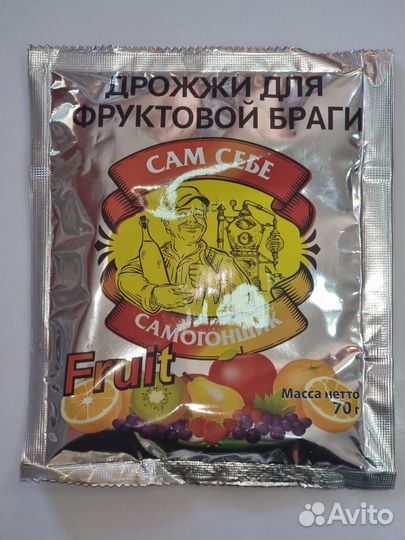 ДРОЖЖИ ДЛЯ
ФРУКТОВОЙ БРАГИ
САМ СЕБЕ
САМОГОНЩИК
Fruit
Масса нетто
70 г
Avito